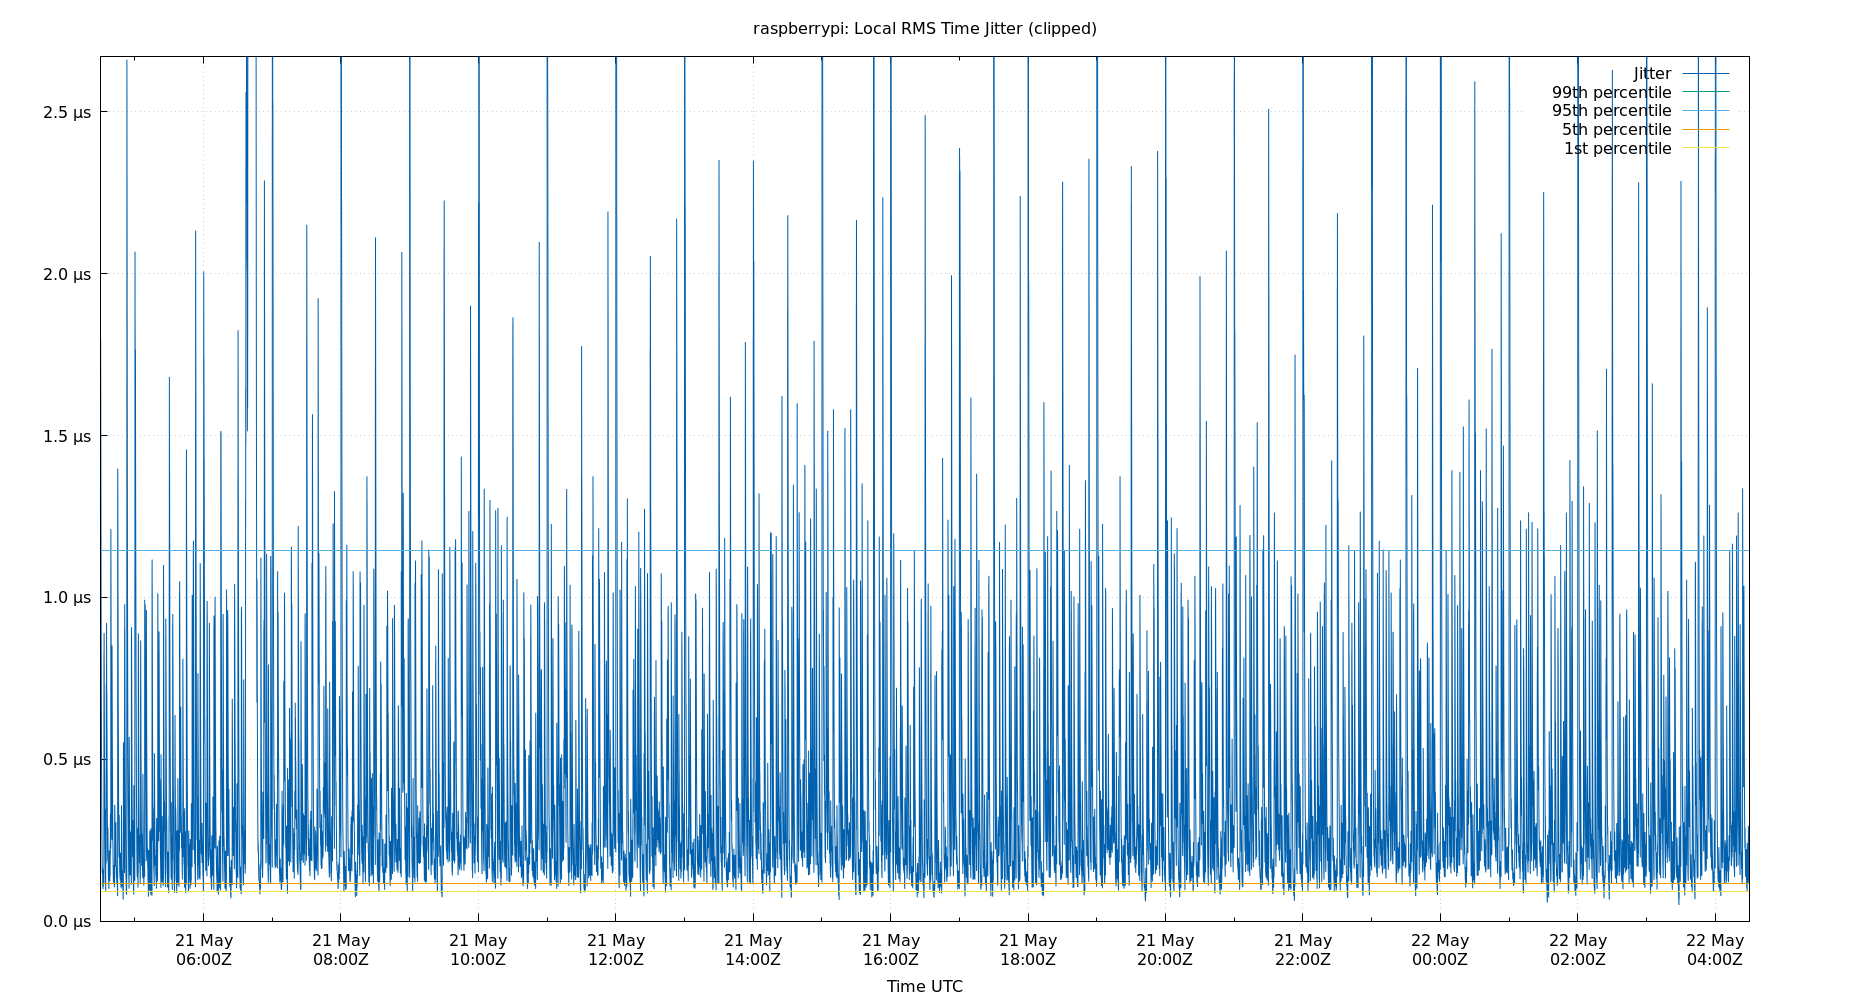 raspberrypi: Local RMS Time Jitter (clipped)
Jitter
99th percentile
95th percentile
5th percentile
1st percentile
2.5 μs
2.0 μs
1.5 μs
1.0 μs
0.5 μs
0.0 μs
21 May 21 May 21 May 21 May 21 May 21 May 21 May 21 May 21 May 22 May 22 May 22 May
06:00Z 08:00Z 10:00Z 12:00Z 14:00Z 16:00Z 18:00Z 20:00Z 22:00Z 00:00Z 02:00Z 04:00Z
Time UTC